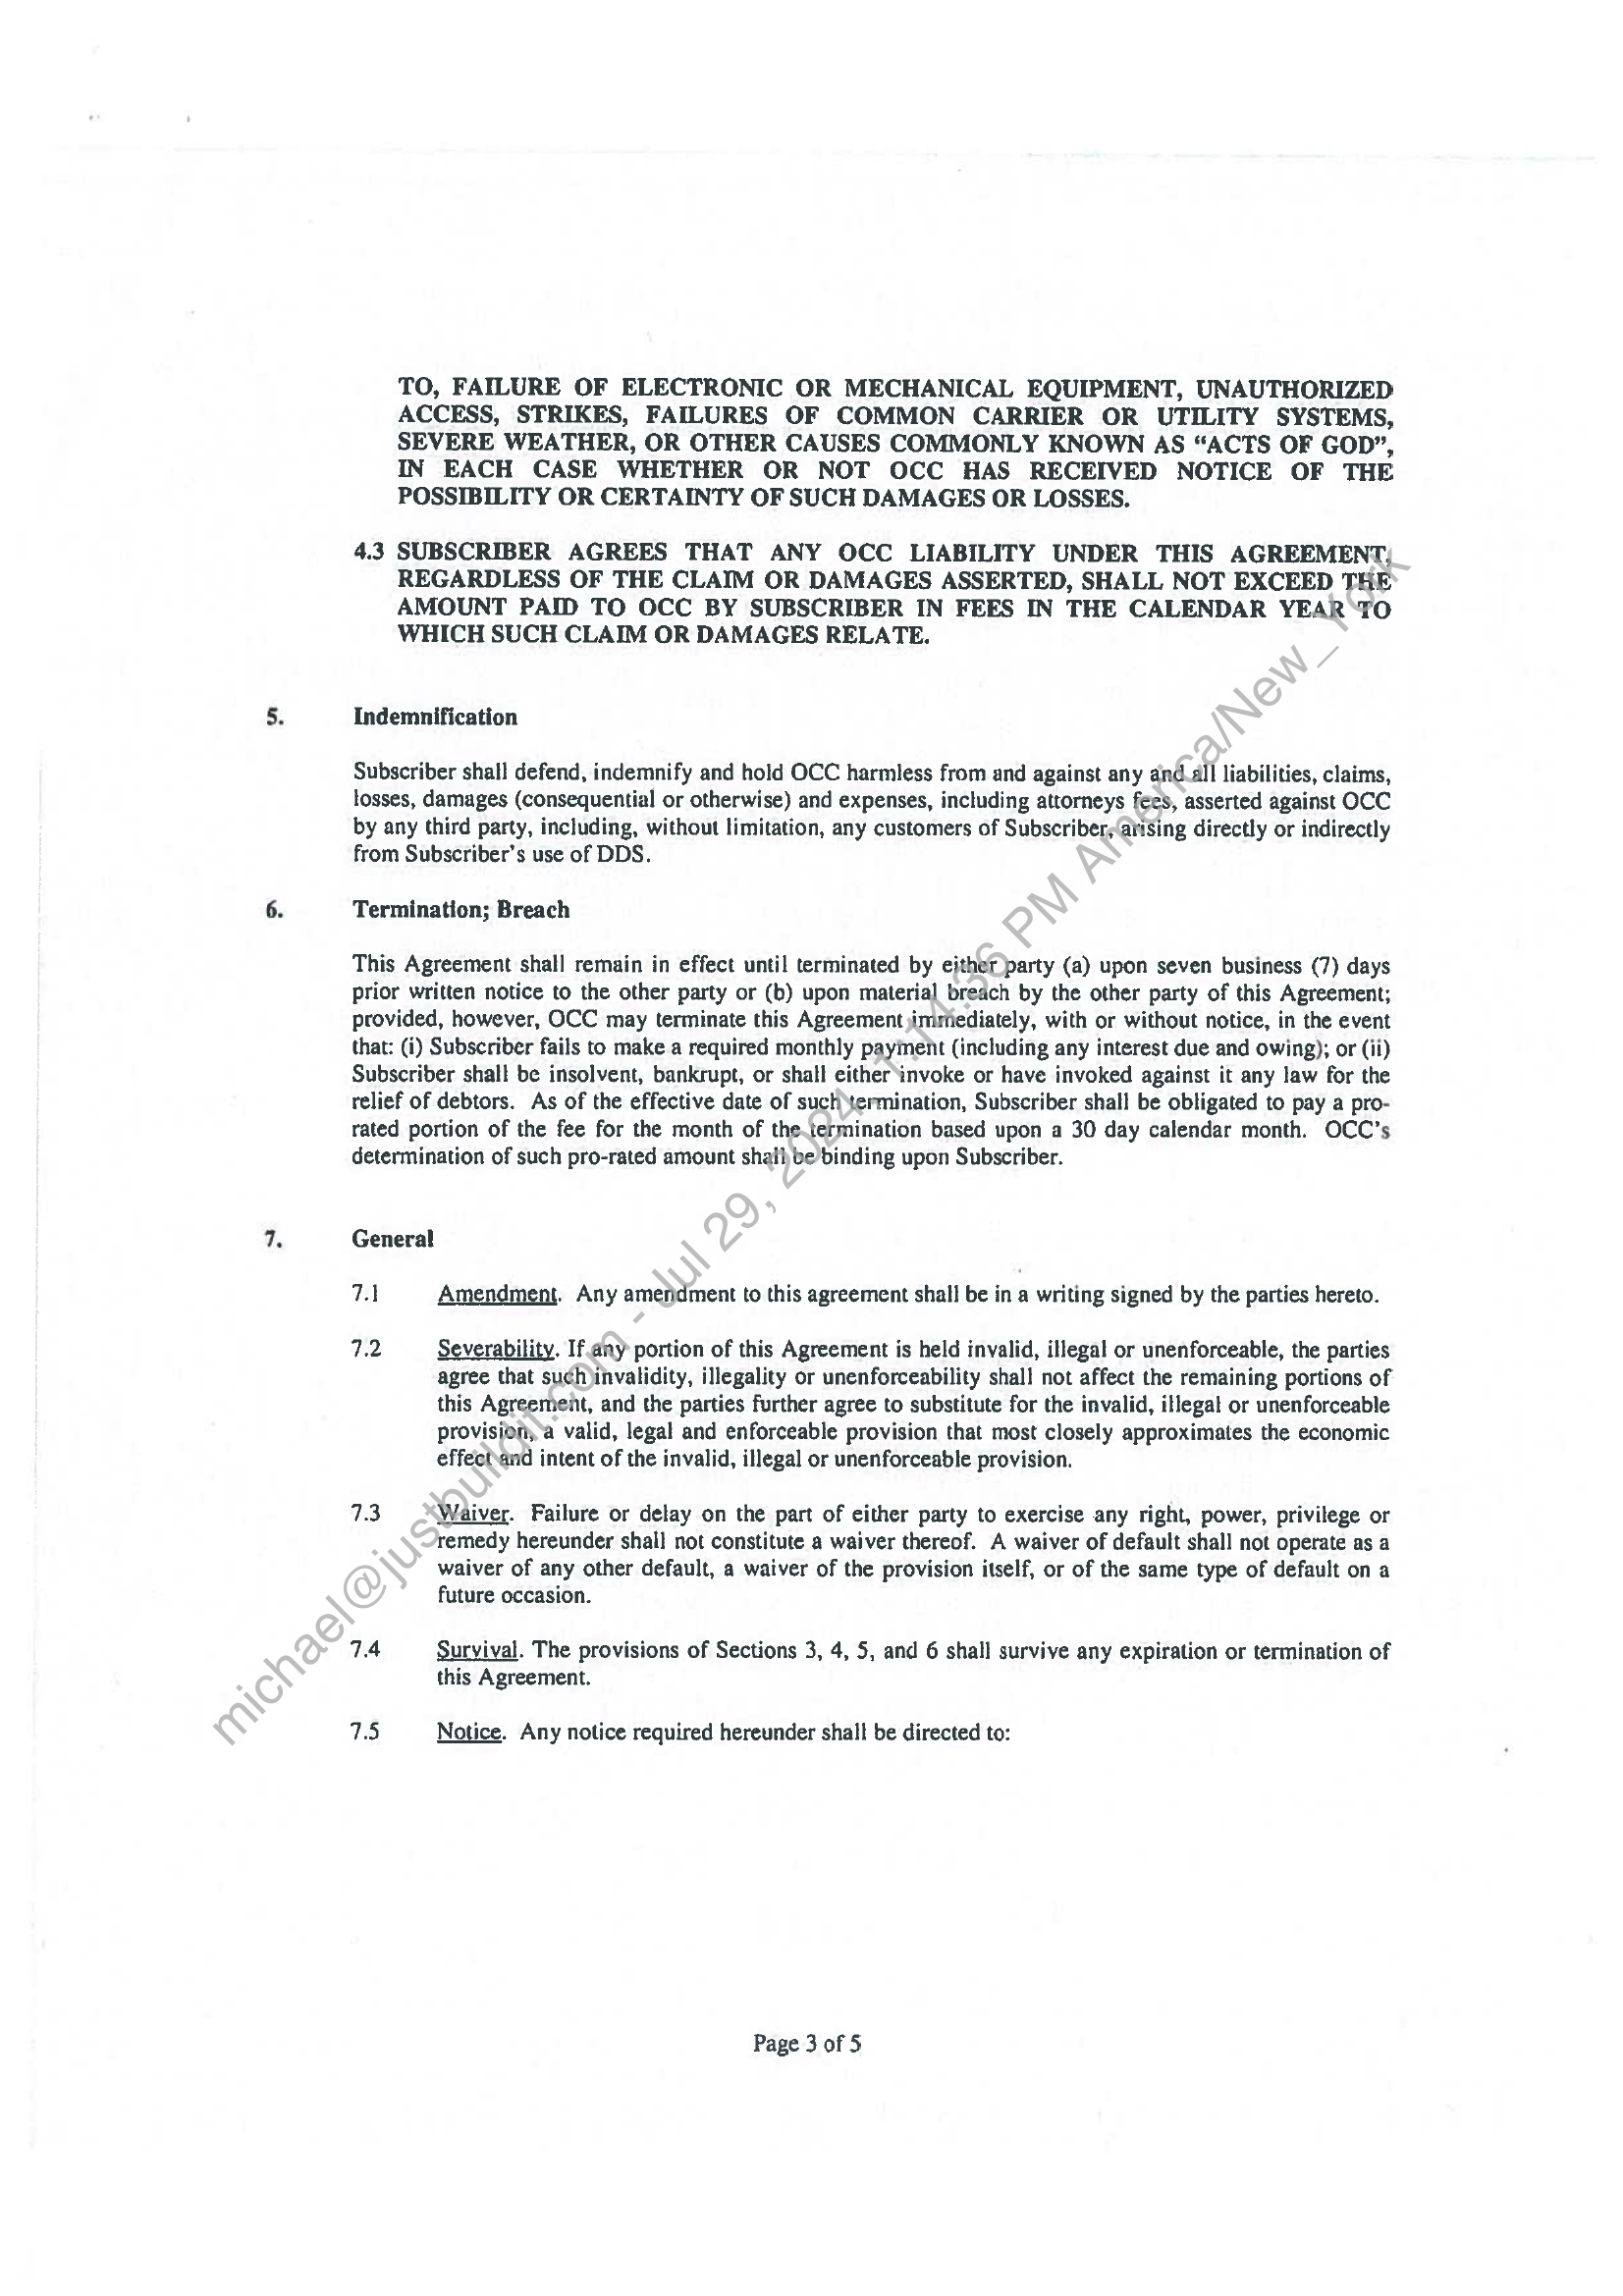 TO, FAILURE OF ELECTRONIC OR MECHANICAL EQUIPMENT, UNAUTHORIZED
ACCESS, STRIKES, FAILURES OF COMMON CARRIER OR UTILITY SYSTEMS,
SEVERE WEATHER, OR OTHER CAUSES COMMONLY KNOWN AS “ACTS OF GOD”,
IN EACH CASE WHETHER OR NOT OCC HAS RECEIVED NOTICE OF THE
POSSIBILITY OR CERTAINTY OF SUCH DAMAGES OR LOSSES.
4.3 SUBSCRIBER AGREES THAT ANY OCC LIABILITY UNDER THIS AGREEMENT,
REGARDLESS OF THE CLAIM OR DAMAGES ASSERTED, SHALL NOT EXCEED THE
AMOUNT PAID TO OCC BY SUBSCRIBER IN FEES IN THE CALENDAR YEAR TO
WHICH SUCH CLAIM OR DAMAGES RELATE.
5. Indemnification
Subscriber shall defend, indemnify and hold OCC harmless from and against any and all liabilities, claims,
losses, damages (consequential or otherwise) and expenses, including attorneys fees, asserted against OCC
by any third party, including, without limitation, any customers of Subscriber, arising directly or indirectly
from Subscriber’s use of DDS.
6. Termination; Breach
This Agreement shall remain in effect until terminated by either party (a) upon seven business (7) days
prior written notice to the other party or (b) upon material breach by the other party of this Agreement;
provided, however, OCC may terminate this Agreement immediately, with or without notice, in the event
that: (i) Subscriber fails to make a required monthly payment (including any interest due and owing); or (ii)
Subscriber shall be insolvent, bankrupt, or shall either invoke or have invoked against it any law for the
relief of debtors. As of the effective date of such termination, Subscriber shall be obligated to pay a pro-
rated portion of the fee for the month of the termination based upon a 30 day calendar month. OCC’s
determination of such pro-rated amount shall be binding upon Subscriber.
7. General
7.1 Amendment. Any amendment to this agreement shall be in a writing signed by the parties hereto.
7.2 Severability. If any portion of this Agreement is held invalid, illegal or unenforceable, the parties
agree that such invalidity, illegality or unenforceability shall not affect the remaining portions of
this Agreement, and the parties further agree to substitute for the invalid, illegal or unenforceable
provision, a valid, legal and enforceable provision that most closely approximates the economic
effect and intent of the invalid, illegal or unenforceable provision.
7.3 Waiver. Failure or delay on the part of either party to exercise any right, power, privilege or
remedy hereunder shall not constitute a waiver thereof. A waiver of default shall not operate as a
waiver of any other default, a waiver of the provision itself, or of the same type of default on a
future occasion.
7.4 Survival. The provisions of Sections 3, 4, 5, and 6 shall survive any expiration or termination of
this Agreement.
7.5 Notice. Any notice required hereunder shall be directed to:
Page 3 of 5
michael@justbuildit.com - Jul 29, 2024, 1:14:36 PM America/New_York